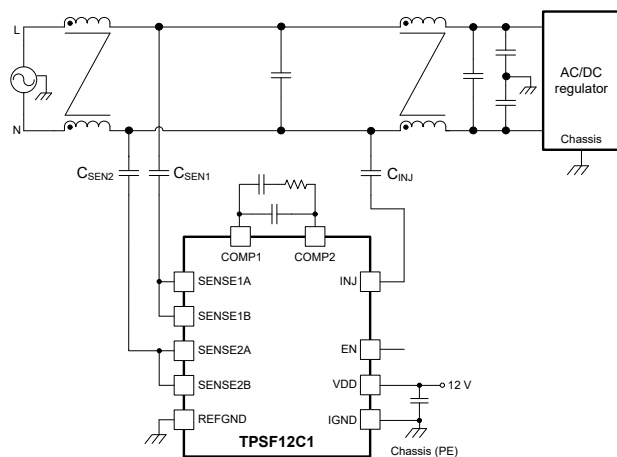 L
N
AC/DC
regulator
Chassis
CSEN2
CSEN1
CINJ
COMP1
COMP2
SENSE1A
INJ
SENSE1B
SENSE2A
EN
SENSE2B
VDD
12 V
REFGND
IGND
TPSF12C1
Chassis (PE)